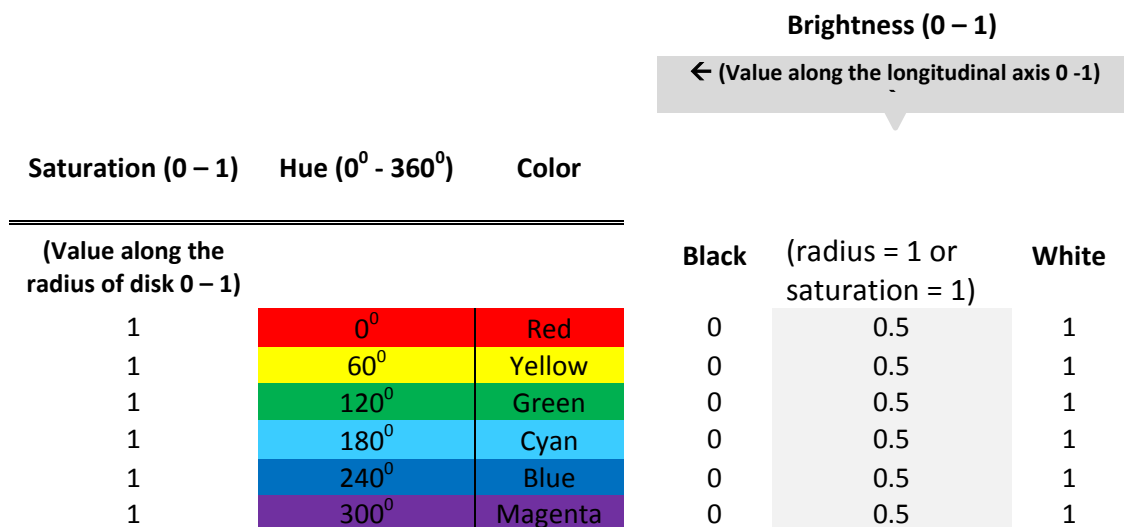 Brightness (0 – 1)
← (Value along the longitudinal axis 0 -1)
Saturation (0 – 1) Hue (0⁰ - 360⁰) Color
(Value along the
radius of disk 0 – 1)
Black (radius = 1 or
saturation = 1) White
1 0⁰ Red 0 0.5 1
1 60⁰ Yellow 0 0.5 1
1 120⁰ Green 0 0.5 1
1 180⁰ Cyan 0 0.5 1
1 240⁰ Blue 0 0.5 1
1 300⁰ Magenta 0 0.5 1